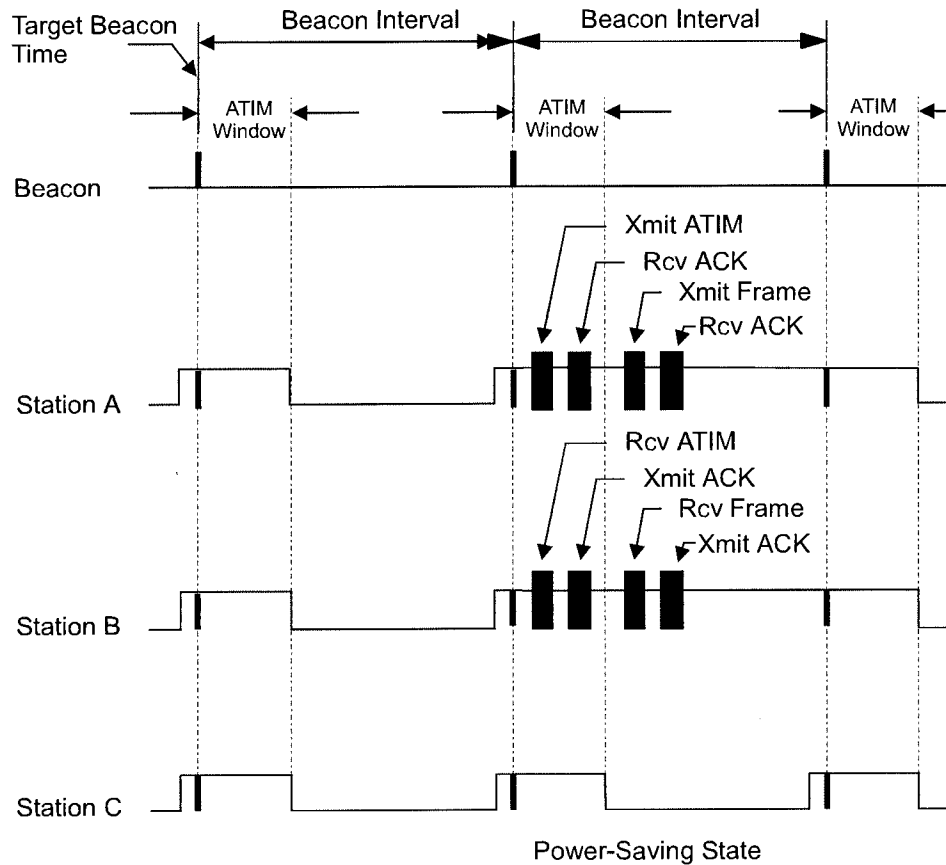 Target Beacon
Time
Beacon Interval
Beacon Interval
ATIM
Window
ATIM
Window
ATIM
Window
Beacon
Xmit ATIM
Rcv ACK
Xmit Frame
Rcv ACK
Station A
Rcv ATIM
Xmit ACK
Rcv Frame
Xmit ACK
Station B
Station C
Power-Saving State